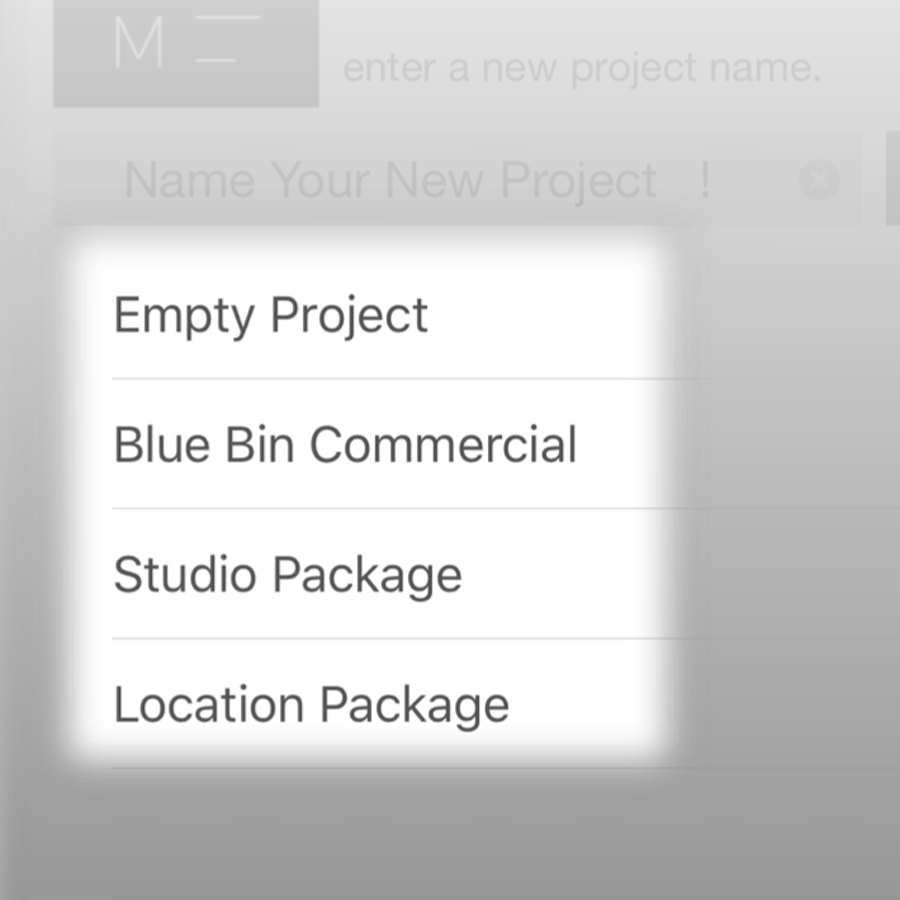 M
enter a new project name.
Name Your New Project !
Empty Project
Blue Bin Commercial
Studio Package
Location Package